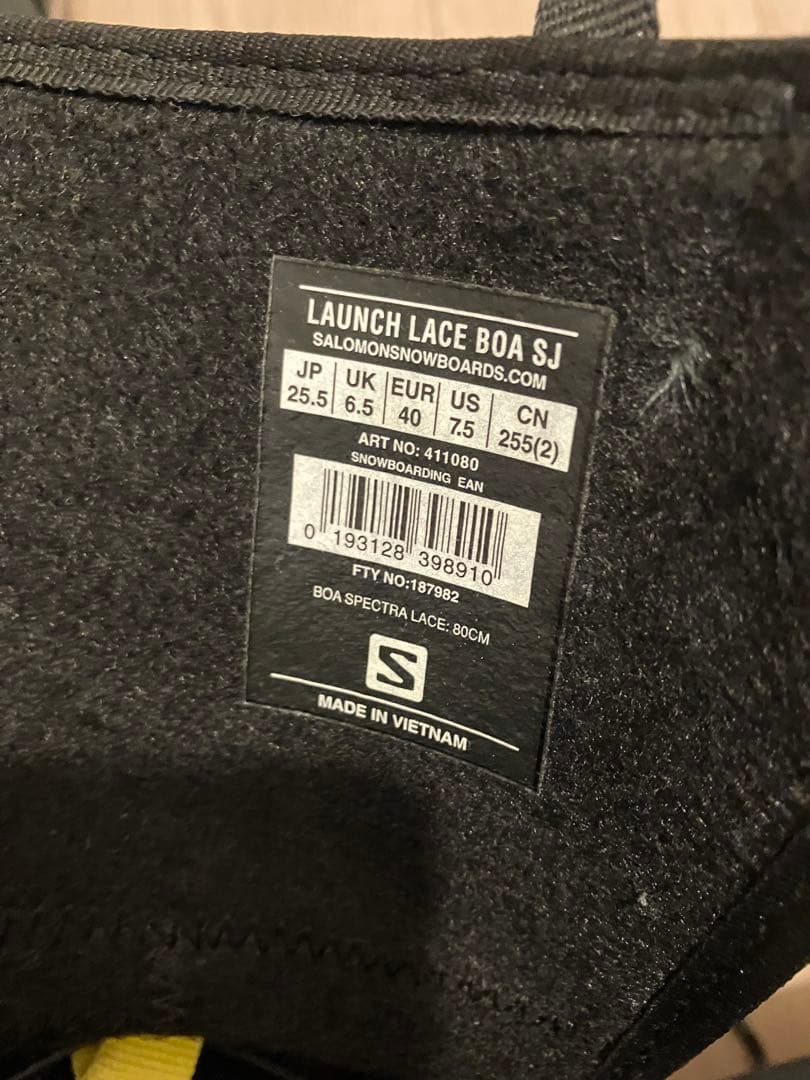 LAUNCH LACE BOA SJ
SALOMONSNOWBOARDS.COM
JP UK EUR US CN
25.5 6.5 40 7.5 255(2)
ART NO: 411080
SNOWBOARDING EAN
0 193128 398910
FTY NO:187982
BOA SPECTRA LACE: 80CM
S
MADE IN VIETNAM